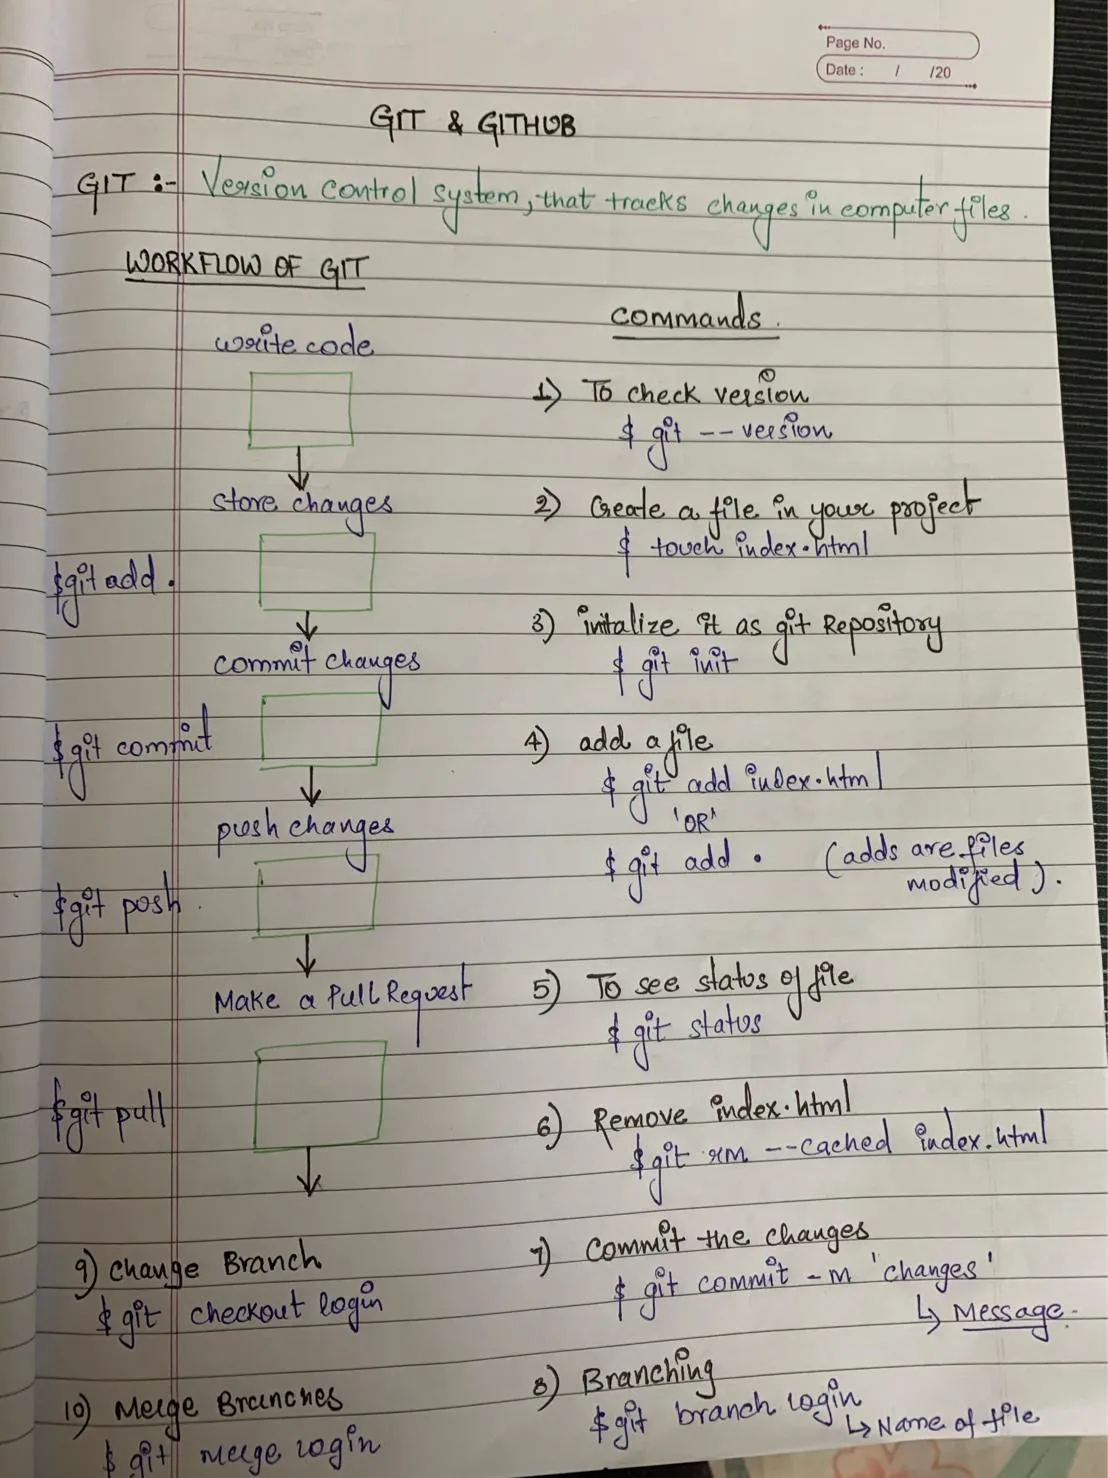 Page No.
Date : / /20
GIT & GITHUB
GIT :- Version control system, that tracks changes in computer files.
WORKFLOW OF GIT
write code
store changes
$git add .
commit changes
$git commit
push changes
$git push
Make a Pull Request
$git pull
commands.
1) To check version
$ git --version
2) Create a file in your project
$ touch index.html
3) initalize it as git Repository
$ git init
4) add a file
$ git add index.html
'OR'
$ git add . (adds are files
modified).
5) To see status of file
$ git status
6) Remove index.html
$git rm --cached index.html
7) Commit the changes
$ git commit -m 'changes'
↳ Message.
8) Branching
$git branch login
↳ Name of file
9) Change Branch
$ git checkout login
10) Merge Branches
$ git merge login